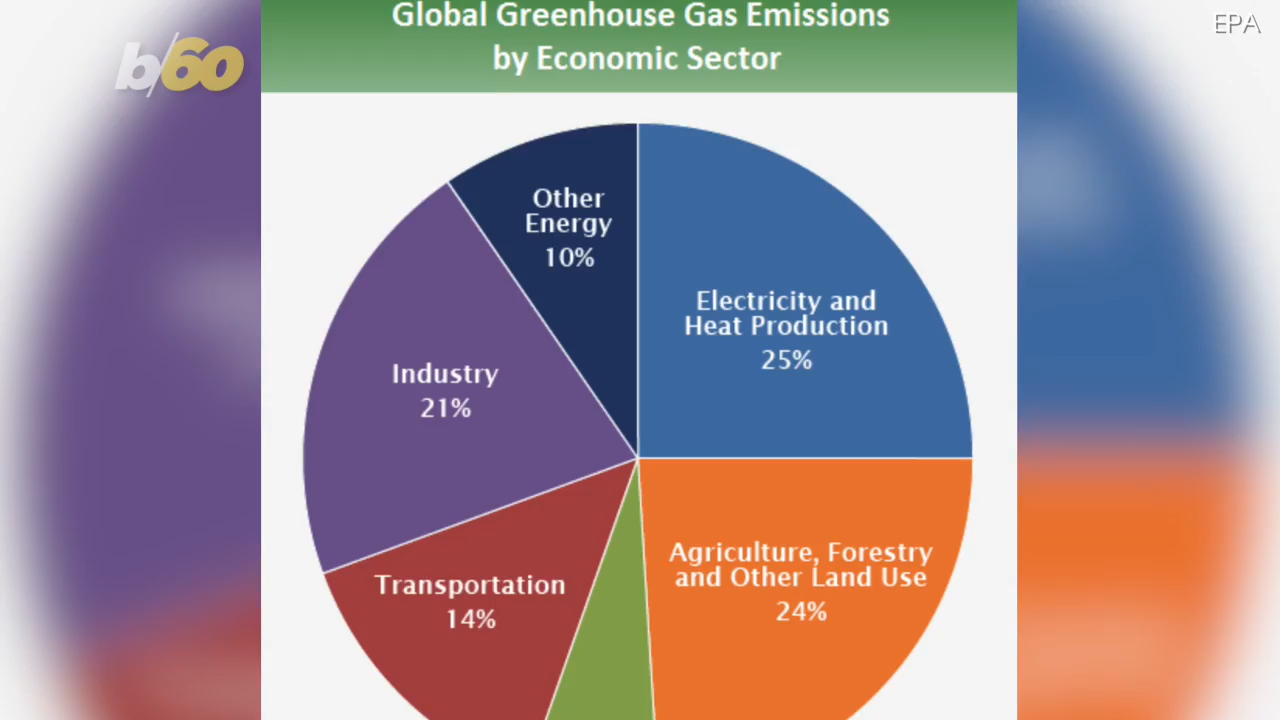 Global Greenhouse Gas Emissions
by Economic Sector
EPA
b/60
Other
Energy
10%
Electricity and
Heat Production
25%
Industry
21%
Agriculture, Forestry
and Other Land Use
24%
Transportation
14%